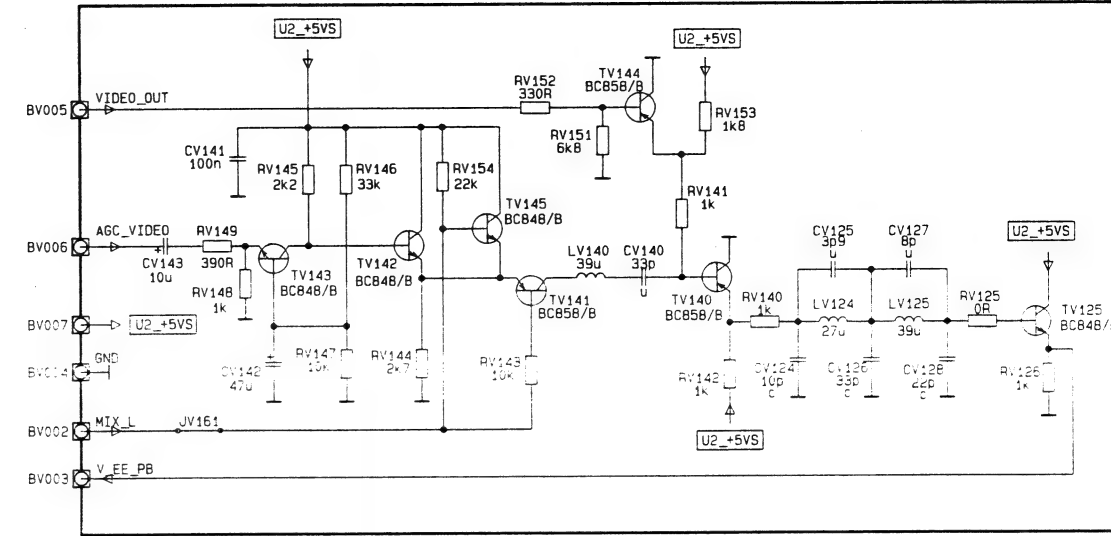 U2_+5VS
U2_+5VS
BV005
VIDEO_OUT
RV152
330R
TV144
BC858/B
RV153
1k8
RV151
6k8
CV141
100n
RV145
2k2
RV146
33k
RV154
22k
TV145
BC848/B
RV141
1k
BV006
AGC_VIDEO
RV149
390R
CV143
10u
RV148
1k
TV143
BC848/B
TV142
BC848/B
LV140
39u
CV140
33p
TV141
BC858/B
TV140
BC858/B
CV125
3p9
CV127
8p
U2_+5VS
RV140
1k
LV124
27u
LV125
39u
RV125
0R
TV125
BC848/
BV007
U2_+5VS
GND
CV142
47u
RV147
10k
RV144
2k7
RV143
10k
RV142
1k
CV124
10p
C
CV126
33p
C
CV128
22p
C
1k
BV002
MIX_L
JV161
U2_+5VS
BV003
V_EE_PB